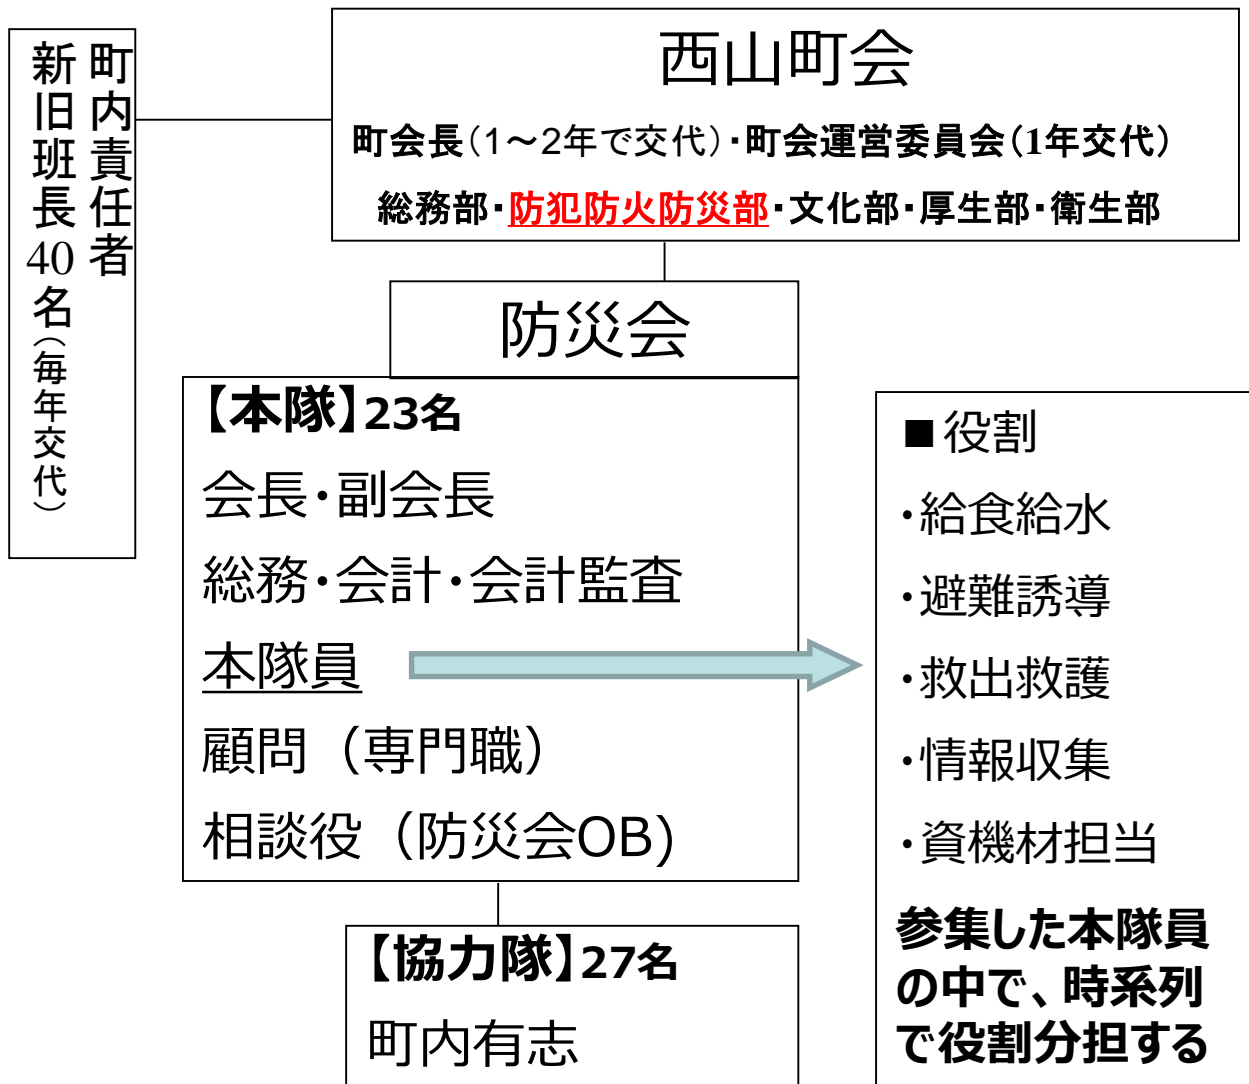 町内責任者
新旧班長40名(毎年交代)
西山町会
町会長(1～2年で交代)・町会運営委員会(1年交代)
総務部・防犯防火防災部・文化部・厚生部・衛生部
防災会
【本隊】23名
会長・副会長
総務・会計・会計監査
本隊員
顧問（専門職）
相談役（防災会OB)
【協力隊】27名
町内有志
■役割
・給食給水
・避難誘導
・救出救護
・情報収集
・資機材担当
参集した本隊員
の中で、時系列
で役割分担する